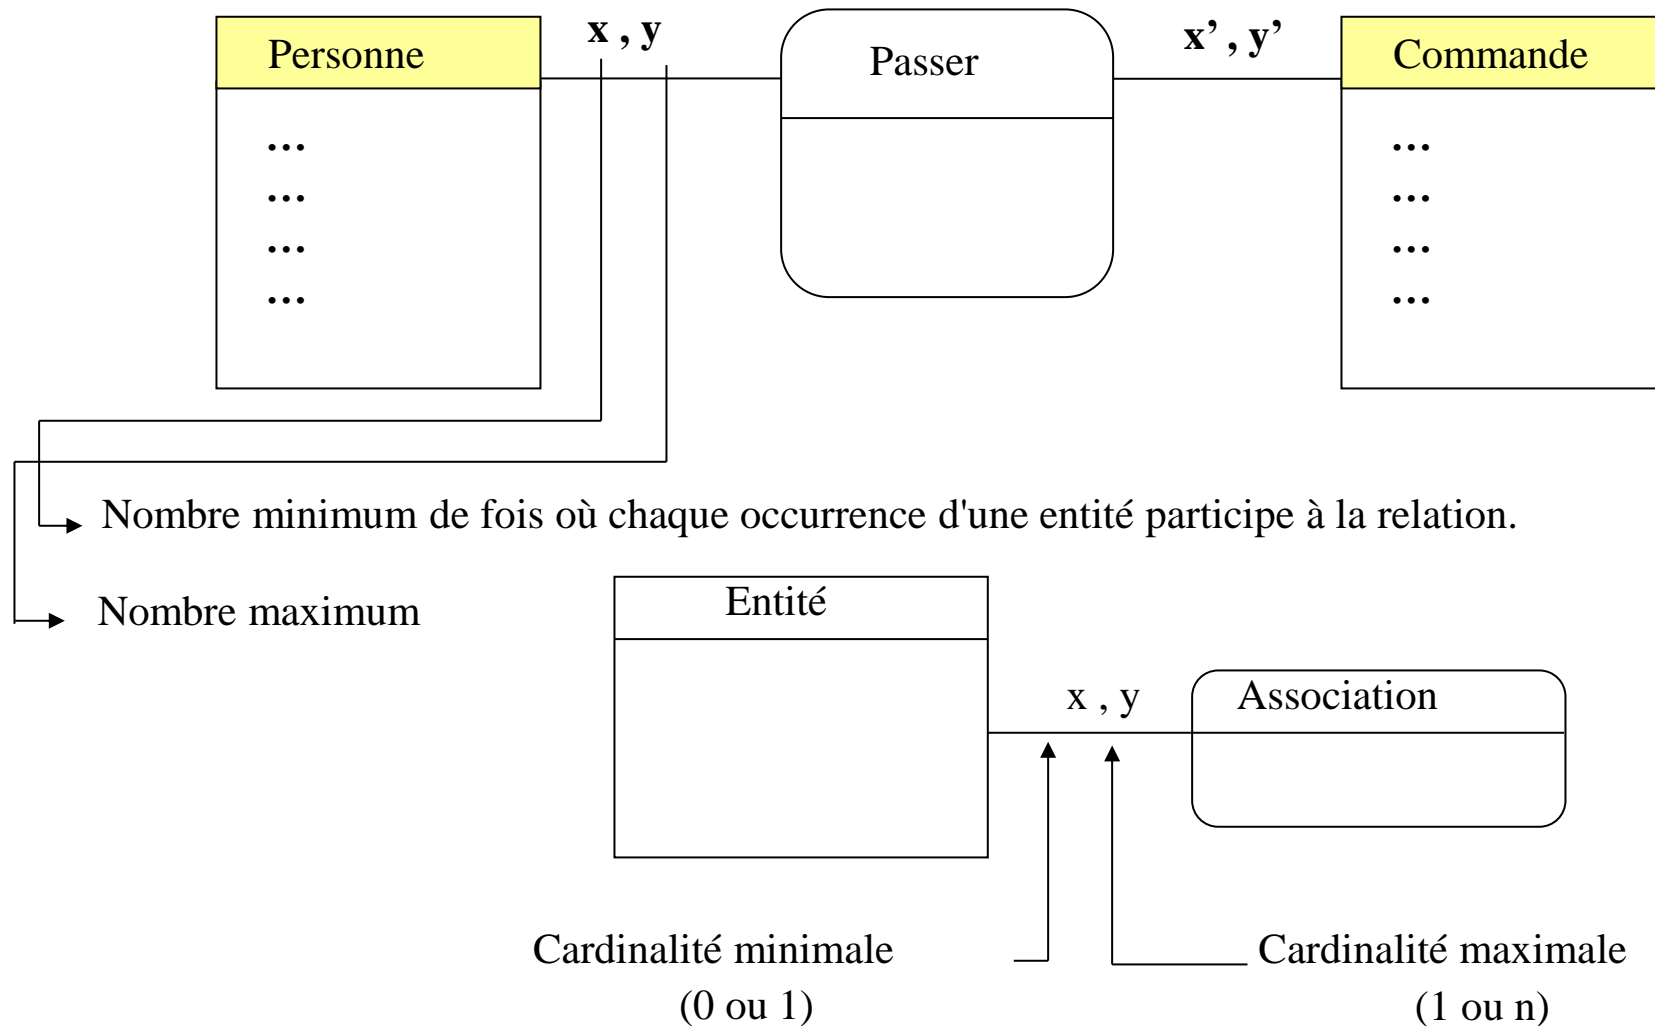 Personne
x , y
Passer
x’ , y’
Commande
...
...
...
...
...
...
...
...
Nombre minimum de fois où chaque occurrence d'une entité participe à la relation.
Nombre maximum
Entité
x , y
Association
Cardinalité minimale
(0 ou 1)
Cardinalité maximale
(1 ou n)